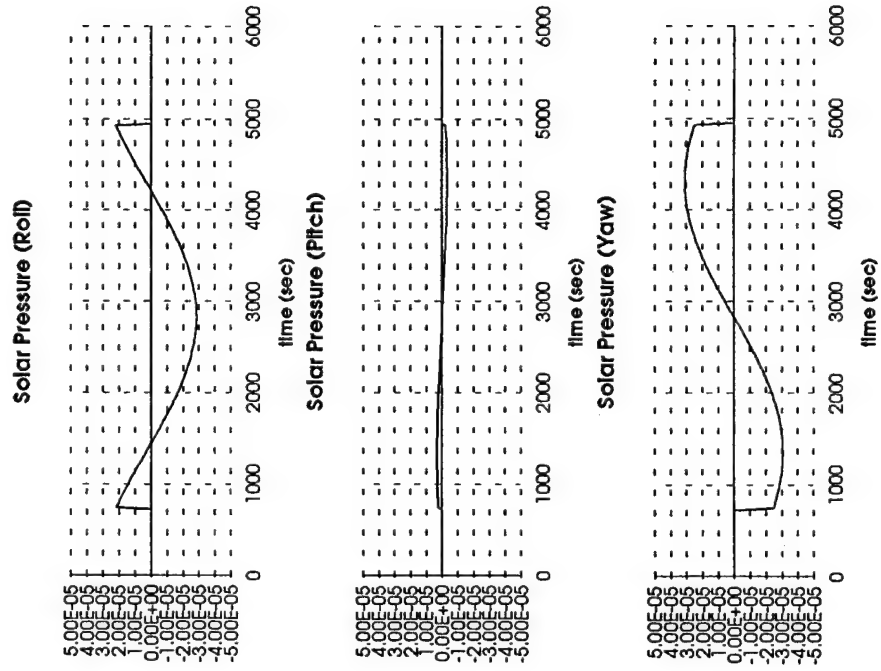 Solar Pressure (Roll)
5.00E-05
4.00E-05
3.00E-05
2.00E-05
1.00E-05
0.00E+00
-1.00E-05
-2.00E-05
-3.00E-05
-4.00E-05
-5.00E-05
0 1000 2000 3000 4000 5000 6000
time (sec)
Solar Pressure (Pitch)
5.00E-05
4.00E-05
3.00E-05
2.00E-05
1.00E-05
0.00E+00
-1.00E-05
-2.00E-05
-3.00E-05
-4.00E-05
-5.00E-05
0 1000 2000 3000 4000 5000 6000
time (sec)
Solar Pressure (Yaw)
5.00E-05
4.00E-05
3.00E-05
2.00E-05
1.00E-05
0.00E+00
-1.00E-05
-2.00E-05
-3.00E-05
-4.00E-05
-5.00E-05
0 1000 2000 3000 4000 5000 6000
time (sec)